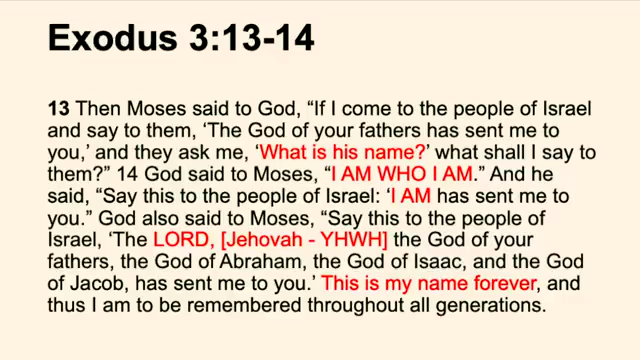 Exodus 3:13-14
13 Then Moses said to God, “If I come to the people of Israel
and say to them, ‘The God of your fathers has sent me to
you,’ and they ask me, ‘What is his name?’ what shall I say to
them?” 14 God said to Moses, “I AM WHO I AM.” And he
said, “Say this to the people of Israel: ‘I AM has sent me to
you.” God also said to Moses, “Say this to the people of
Israel, ‘The LORD, [Jehovah - YHWH] the God of your
fathers, the God of Abraham, the God of Isaac, and the God
of Jacob, has sent me to you.’ This is my name forever, and
thus I am to be remembered throughout all generations.